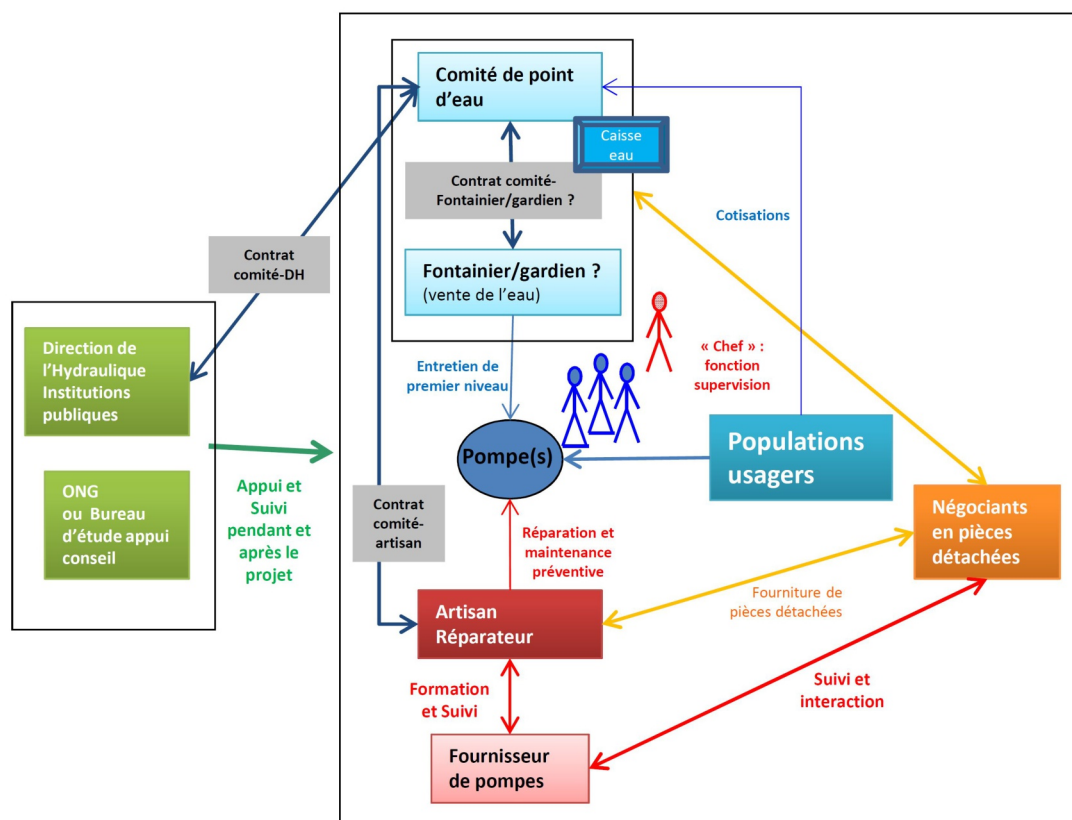 Comité de point
d’eau
Caisse
eau
Contrat comité-
Fontainier/gardien ?
Cotisations
Contrat
comité-DH
Fontainier/gardien ?
(vente de l’eau)
Direction de
l’Hydraulique
Institutions
publiques
Entretien de
premier niveau
« Chef » :
fonction
supervision
Pompe(s)
Populations
usagers
ONG
ou Bureau
d’étude appui
conseil
Appui et
Suivi
pendant et
après le
projet
Contrat
comité-
artisan
Négociants
en pièces
détachées
Réparation et
maintenance
préventive
Fourniture de
pièces détachées
Artisan
Réparateur
Formation
et Suivi
Suivi et
interaction
Fournisseur
de pompes